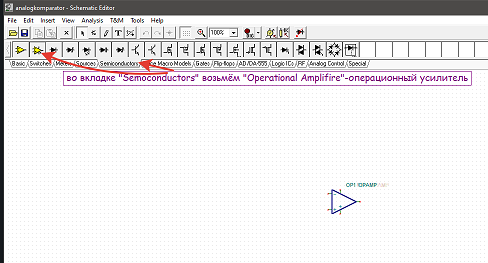 analogkomparator - Schematic Editor
File Edit Insert View Analysis T&M Tools Help
100%
Basic Switches Meters Sources Semiconductors Macro Models Gates Flip-flops AD/DA-555 Logic ICs RF Analog Control Special
во вкладке "Semoconductors" возьмём "Operational Amplifire"-операционный усилитель
OP1 !OPAMP